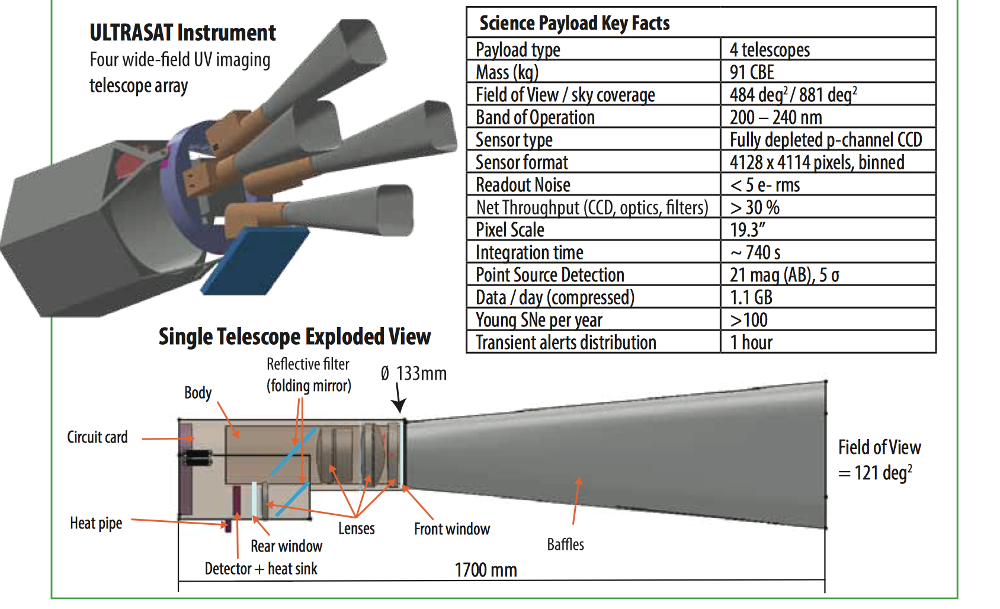 ULTRASAT Instrument
Four wide-field UV imaging
telescope array
Science Payload Key Facts
Payload type 4 telescopes
Mass (kg) 91 CBE
Field of View / sky coverage 484 deg² / 881 deg²
Band of Operation 200 – 240 nm
Sensor type Fully depleted p-channel CCD
Sensor format 4128 x 4114 pixels, binned
Readout Noise < 5 e- rms
Net Throughput (CCD, optics, filters) > 30 %
Pixel Scale 19.3”
Integration time ~ 740 s
Point Source Detection 21 mag (AB), 5 σ
Data / day (compressed) 1.1 GB
Young SNe per year >100
Transient alerts distribution 1 hour
Single Telescope Exploded View
Reflective filter
(folding mirror)
Ø 133mm
Body
Circuit card
Field of View
= 121 deg²
Heat pipe
Lenses
Front window
Rear window
Baffles
Detector + heat sink
1700 mm